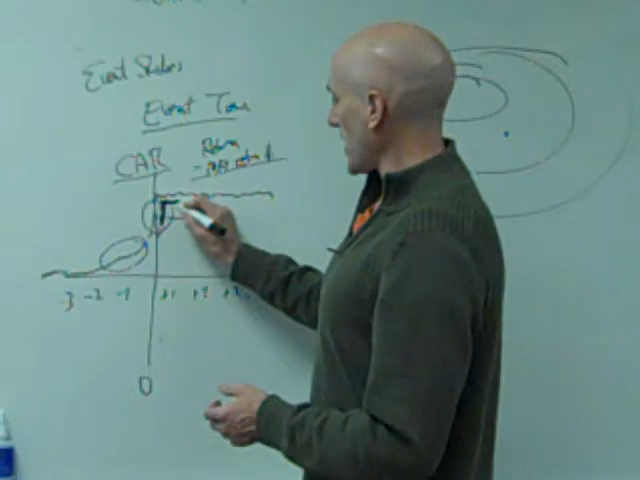 Event Studies
Event Time
CAR
Return
-3 -2 -1 +1 +2 +3
0